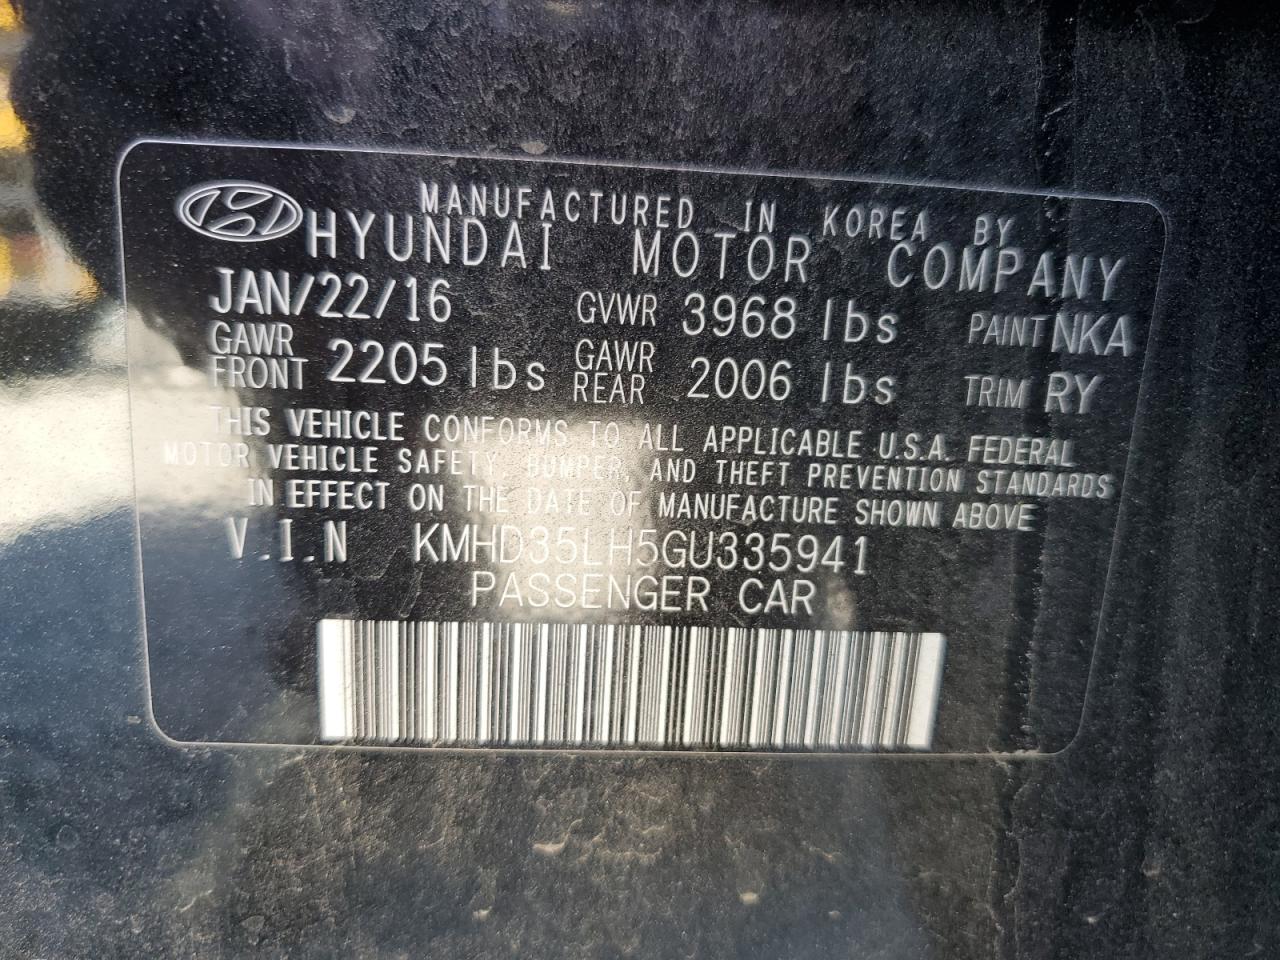 MANUFACTURED IN KOREA BY
HYUNDAI MOTOR COMPANY
JAN/22/16 GVWR 3968 lbs PAINT NKA
GAWR FRONT 2205 lbs GAWR REAR 2006 lbs TRIM RY
THIS VEHICLE CONFORMS TO ALL APPLICABLE U.S.A. FEDERAL
MOTOR VEHICLE SAFETY, BUMPER, AND THEFT PREVENTION STANDARDS
IN EFFECT ON THE DATE OF MANUFACTURE SHOWN ABOVE
V.I.N KMHD35LH5GU335941
PASSENGER CAR